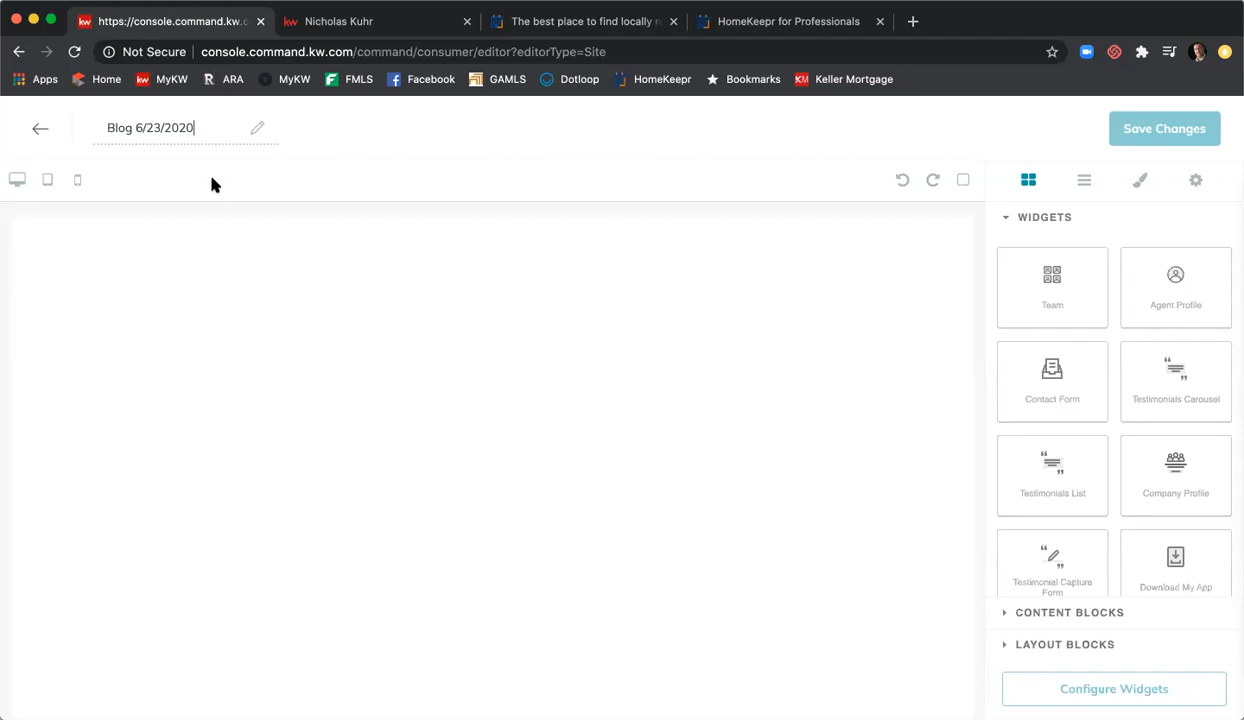 https://console.command.kw.c
Nicholas Kuhr
The best place to find locally r
HomeKeepr for Professionals
Not Secure
console.command.kw.com/command/consumer/editor?editorType=Site
Apps
Home
kw
MyKW
R
ARA
MyKW
FMLS
Facebook
GAMLS
Dotloop
HomeKeepr
Bookmarks
KM
Keller Mortgage
Blog 6/23/2020
Save Changes
WIDGETS
Team
Agent Profile
Contact Form
Testimonials Carousel
Testimonials List
Company Profile
Testimonial Capture
Form
Download My App
CONTENT BLOCKS
LAYOUT BLOCKS
Configure Widgets